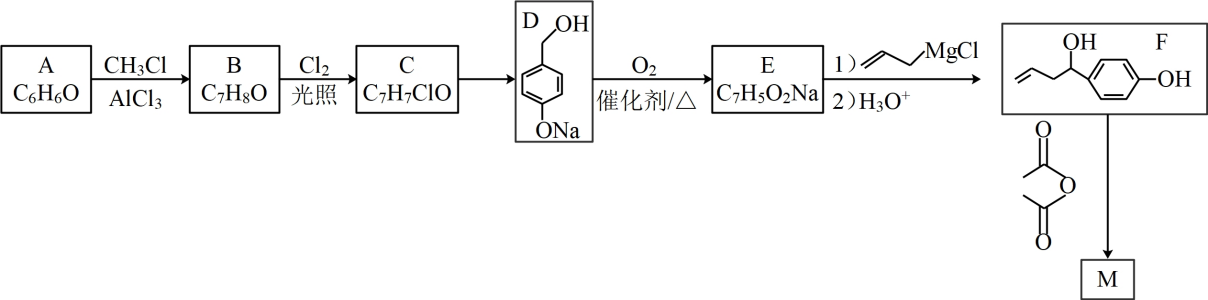 A
C₆H₆O
CH₃Cl
AlCl₃
B
C₇H₈O
Cl₂
光照
C
C₇H₇ClO
D
OH
ONa
O₂
催化剂/△
E
C₇H₅O₂Na
1) MgCl
2)H₃O⁺
OH
F
OH
O
O
O
M